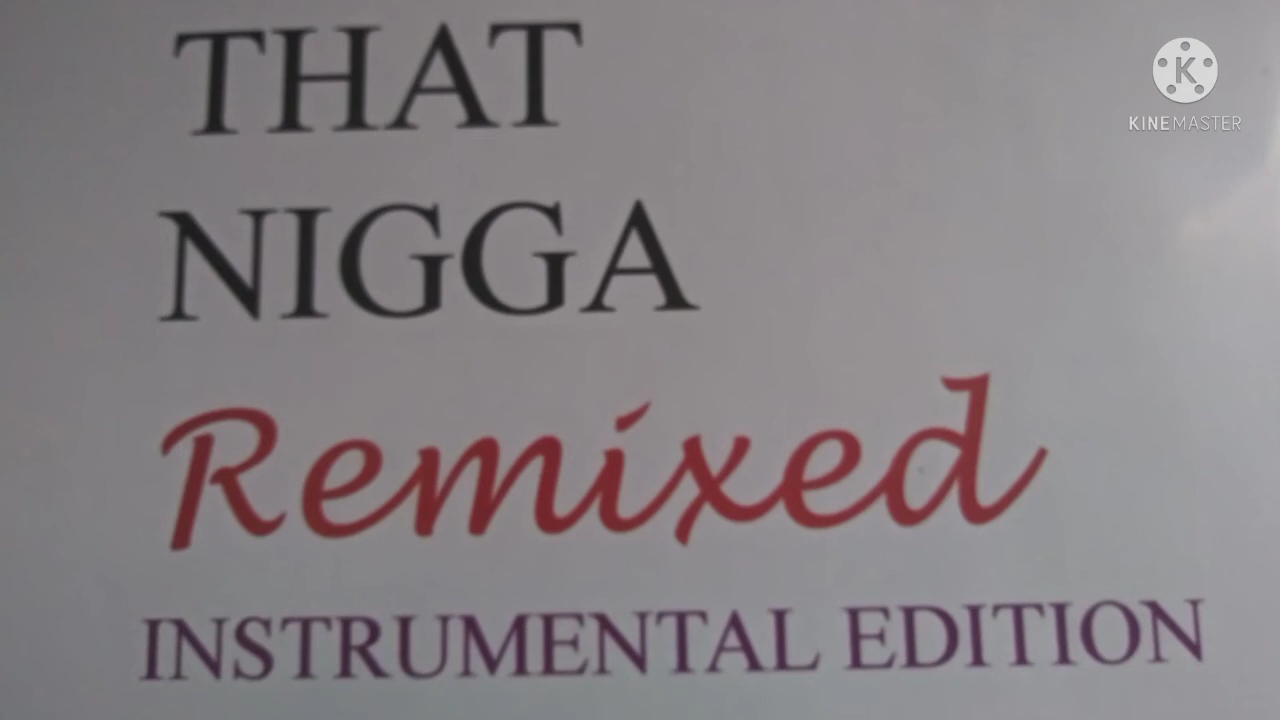 THAT
NIGGA
Remixed
INSTRUMENTAL EDITION
K
KINEMASTER